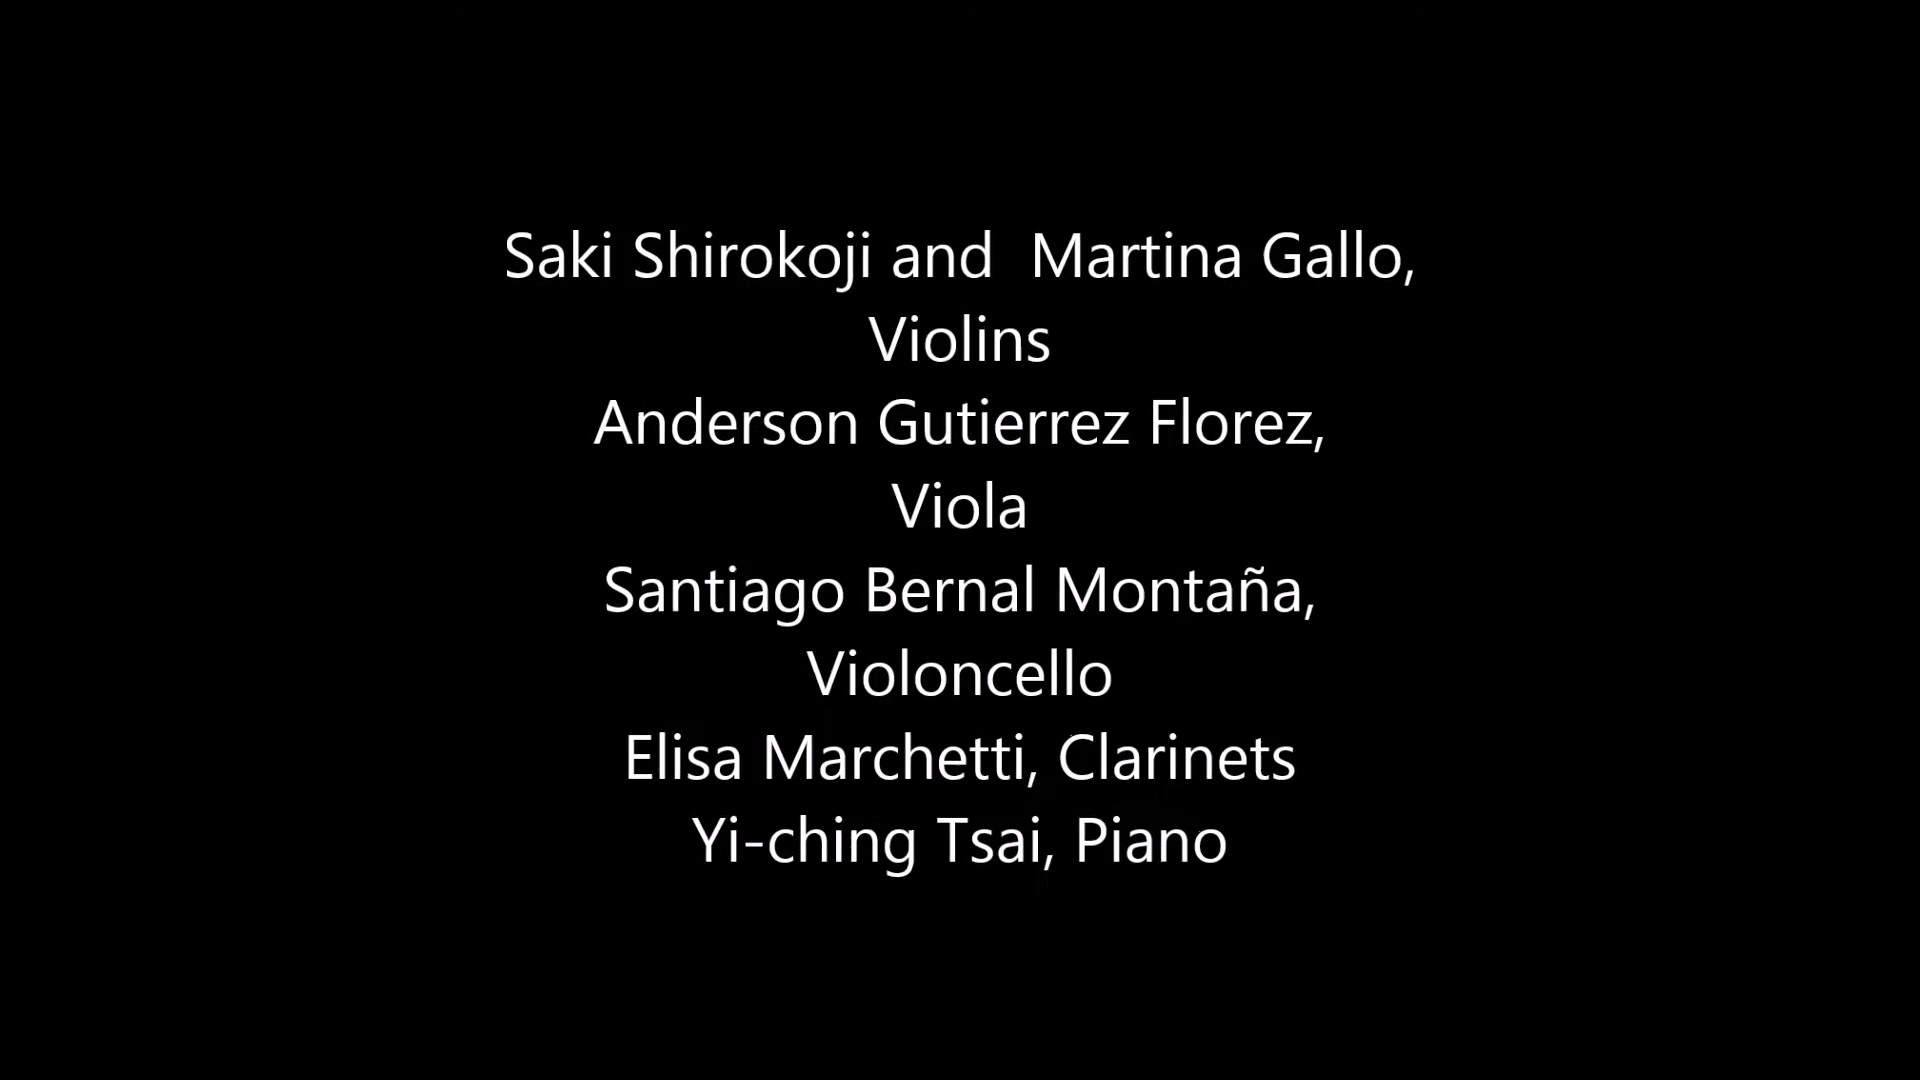 Saki Shirokoji and  Martina Gallo,
Violins
Anderson Gutierrez Florez,
Viola
Santiago Bernal Montaña,
Violoncello
Elisa Marchetti, Clarinets
Yi-ching Tsai, Piano